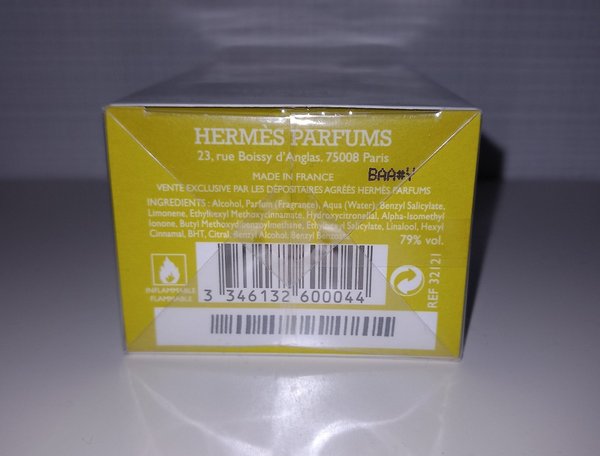 HERMÈS PARFUMS
23, rue Boissy d'Anglas. 75008 Paris
MADE IN FRANCE
BAA#Y
VENTE EXCLUSIVE PAR LES DÉPOSITAIRES AGRÉÉS HERMÈS PARFUMS
INGREDIENTS : Alcohol, Parfum (Fragrance), Aqua (Water), Benzyl Salicylate,
Limonene, Ethylhexyl Methoxycinnamate, Hydroxycitronellal, Alpha-Isomethyl
Ionone, Butyl Methoxydibenzoylmethane, Ethylhexyl Salicylate, Linalool, Hexyl
Cinnamal, BHT, Citral, Benzyl Alcohol, Benzyl Benzoate.
79% vol.
INFLAMMABLE
FLAMMABLE
3 346132 600044
REF 32121